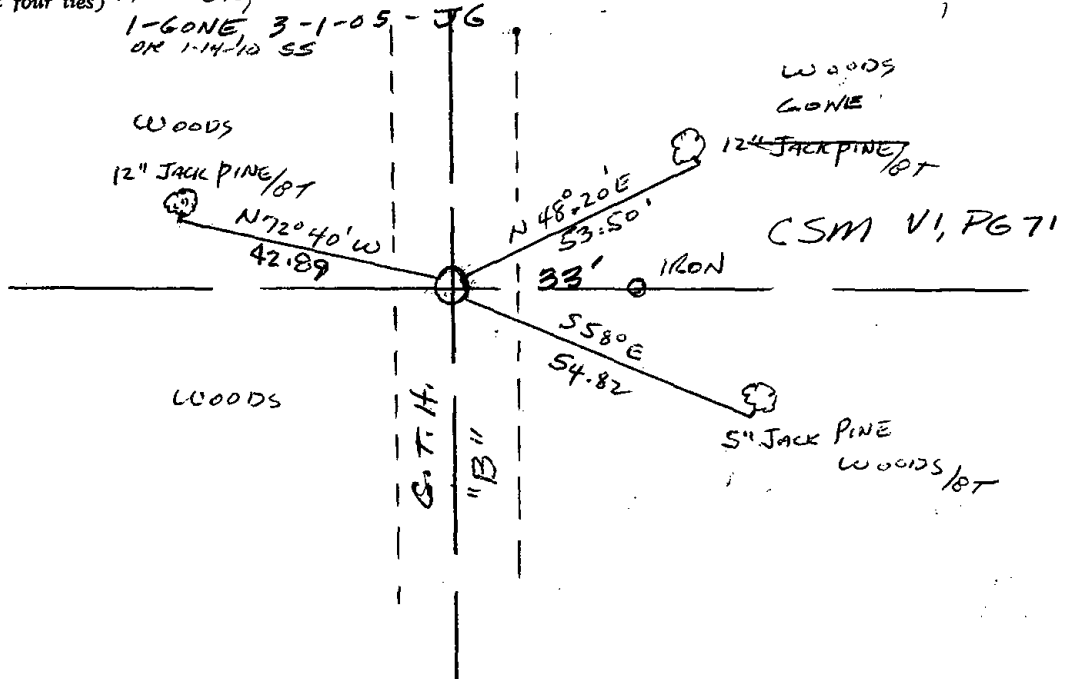 four ties)
1-GONE, 3-1-05 - JG
OK 1-14-10 SS
WOODS
GONE
WOODS
12" JACK PINE/BT
12" JACK PINE/BT
N 48° 20' E
53.50'
N 72° 40' W
42.89
CSM V1, PG 71
33'
IRON
S 58° E
54.82
WOODS
C.T.H.
"B"
5" JACK PINE
WOODS/BT